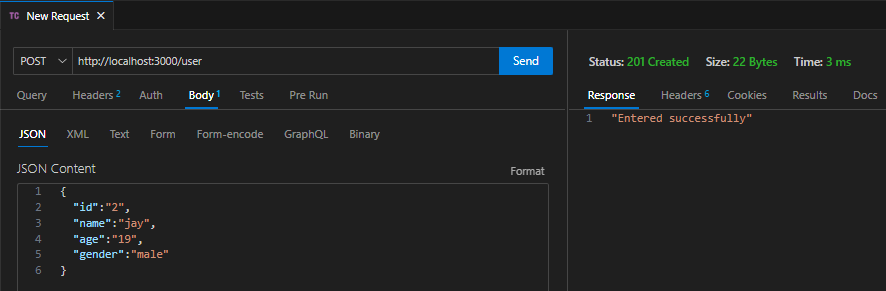 TC New Request ×
POST http://localhost:3000/user Send
Query Headers 2 Auth Body 1 Tests Pre Run
JSON XML Text Form Form-encode GraphQL Binary
JSON Content Format
1 {
2 "id":"2",
3 "name":"jay",
4 "age":"19",
5 "gender":"male"
6 }
Status: 201 Created Size: 22 Bytes Time: 3 ms
Response Headers 6 Cookies Results Docs
1 "Entered successfully"